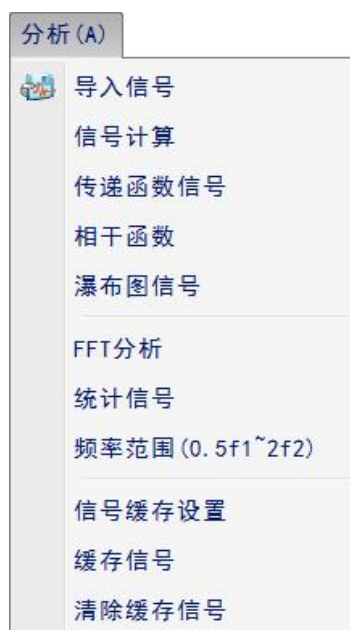 分析(A)
导入信号
信号计算
传递函数信号
相干函数
瀑布图信号
FFT分析
统计信号
频率范围(0.5f1~2f2)
信号缓存设置
缓存信号
清除缓存信号